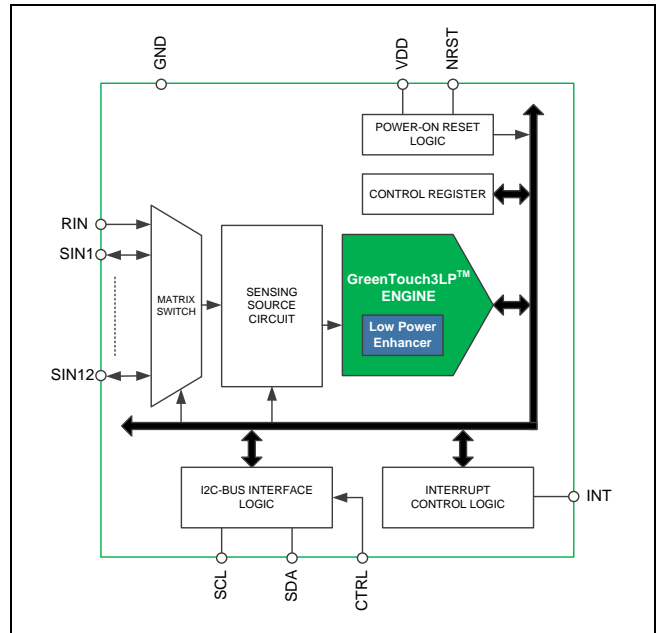 GND
VDD
NRST
POWER-ON RESET
LOGIC
CONTROL REGISTER
RIN
SIN1
SIN12
MATRIX
SWITCH
SENSING
SOURCE
CIRCUIT
GreenTouch3LP™
ENGINE
Low Power
Enhancer
I2C-BUS INTERFACE
LOGIC
INTERRUPT
CONTROL LOGIC
INT
SCL
SDA
CTRL